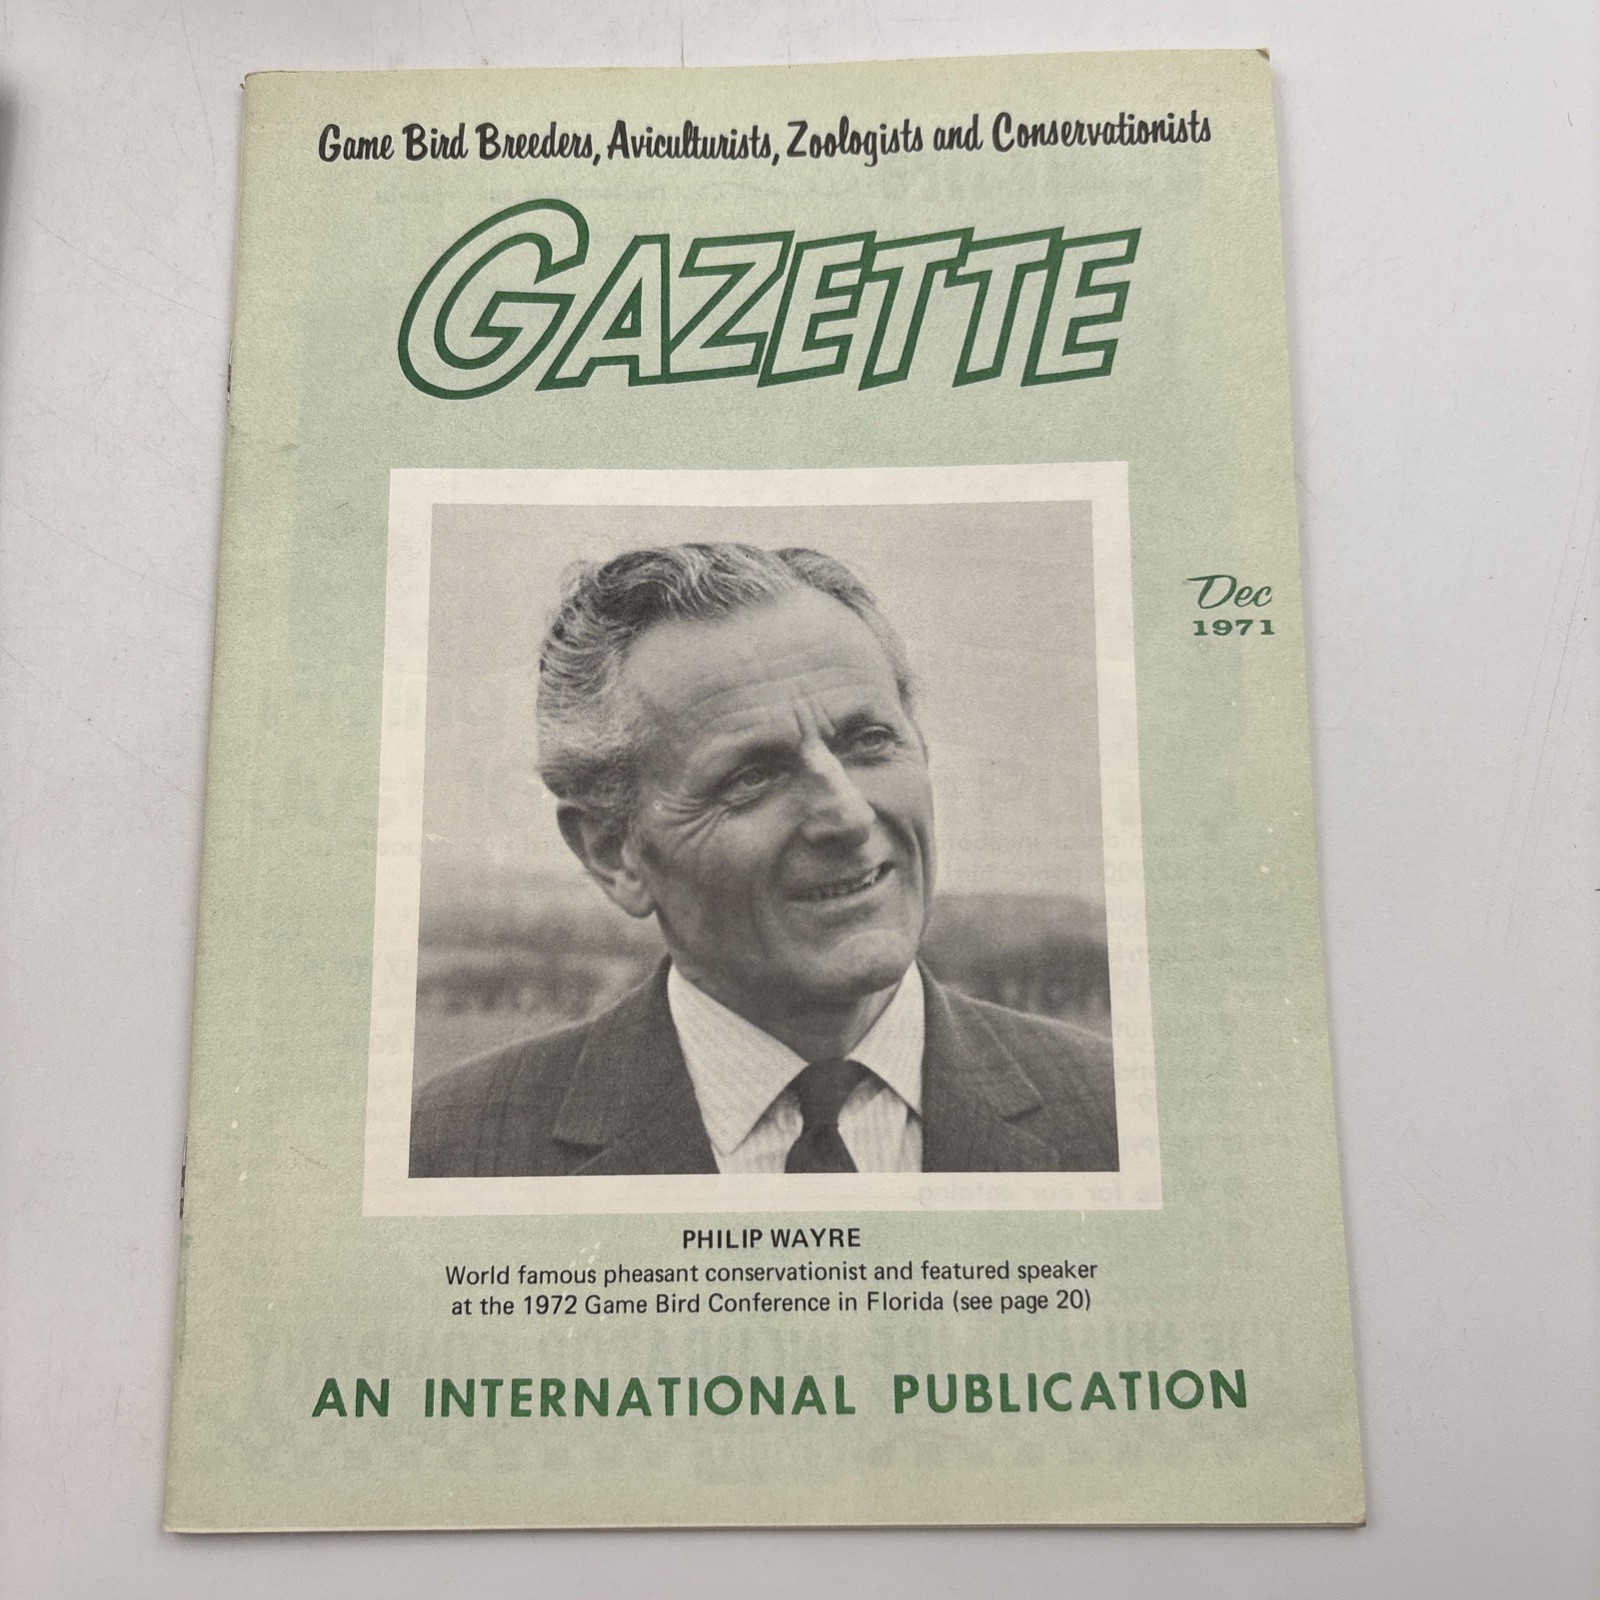 Game Bird Breeders, Aviculturists, Zoologists and Conservationists
GAZETTE
Dec
1971
PHILIP WAYRE
World famous pheasant conservationist and featured speaker
at the 1972 Game Bird Conference in Florida (see page 20)
AN INTERNATIONAL PUBLICATION